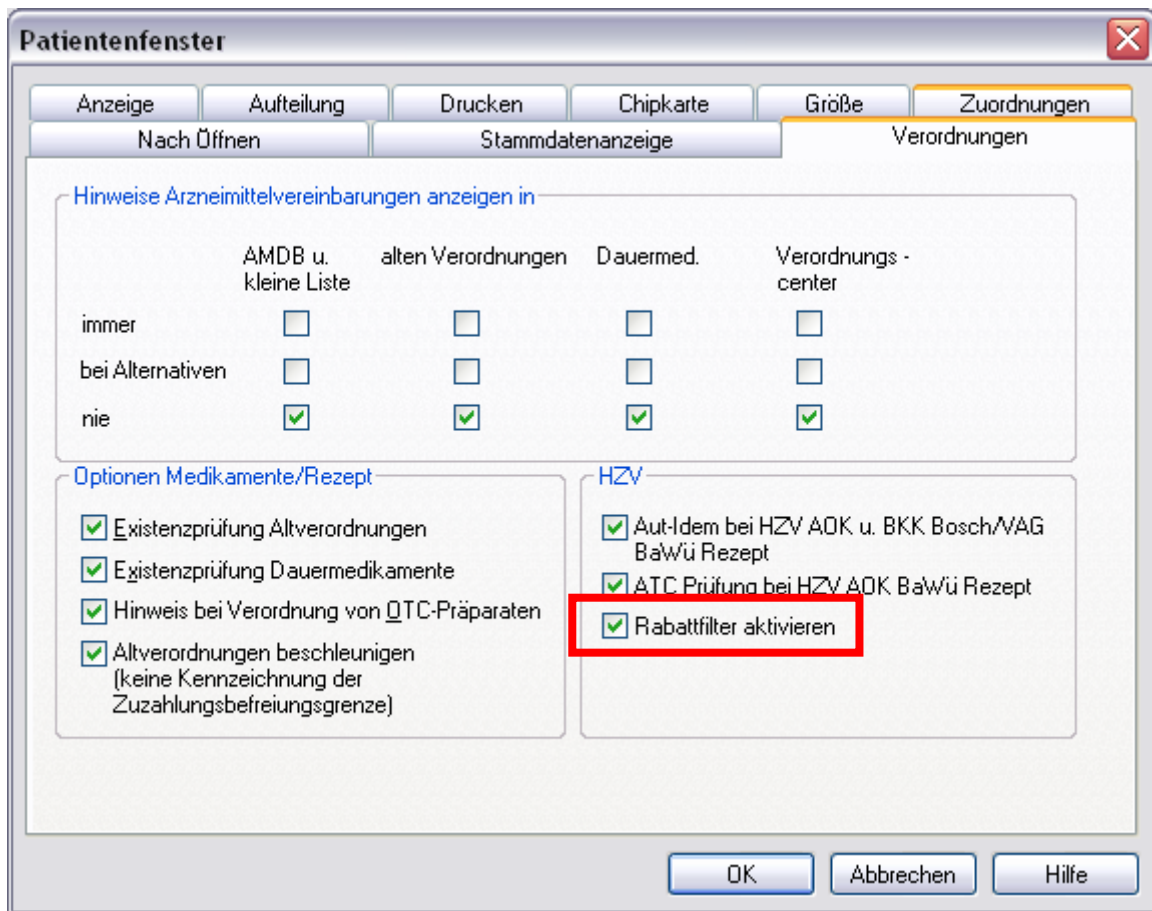 Patientenfenster
Anzeige Aufteilung Drucken Chipkarte Größe Zuordnungen
Nach Öffnen Stammdatenanzeige Verordnungen
Hinweise Arzneimittelvereinbarungen anzeigen in
AMDB u. alten Verordnungen Dauermed. Verordnungs -
kleine Liste center
immer
bei Alternativen
nie
Optionen Medikamente/Rezept
Existenzprüfung Altverordnungen
Existenzprüfung Dauermedikamente
Hinweis bei Verordnung von OTC-Präparaten
Altverordnungen beschleunigen
(keine Kennzeichnung der
Zuzahlungsbefreiungsgrenze)
HZV
Aut-Idem bei HZV AOK u. BKK Bosch/VAG
BaWü Rezept
ATC Prüfung bei HZV AOK BaWü Rezept
Rabattfilter aktivieren
OK Abbrechen Hilfe